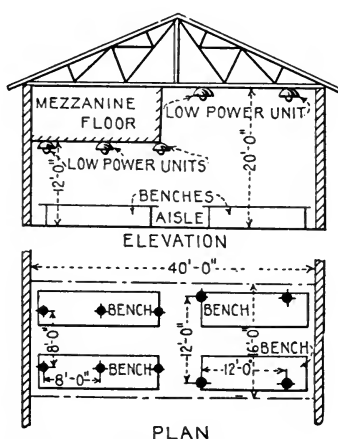 MEZZANINE
FLOOR
LOW POWER UNIT
LOW POWER UNITS
12'-0"
20'-0"
BENCHES
AISLE
ELEVATION
40'-0"
BENCH
BENCH
8'-0"
12'-0"
16'-0"
BENCH
BENCH
8'-0"
12'-0"
PLAN